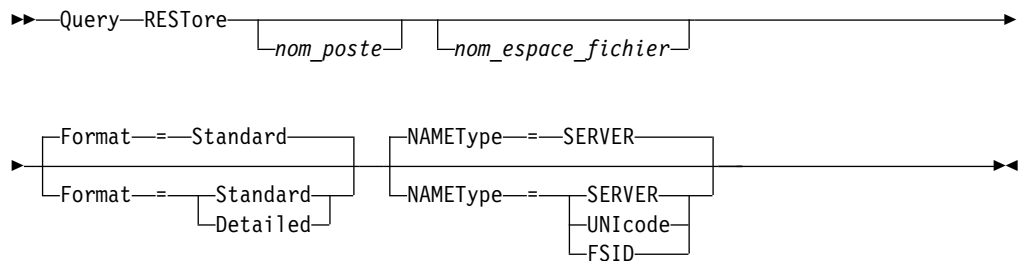 Query RESTore
nom_poste nom_espace_fichier
Format = Standard NAMEType = SERVER
Format = Standard NAMEType = SERVER
Detailed UNIcode
FSID